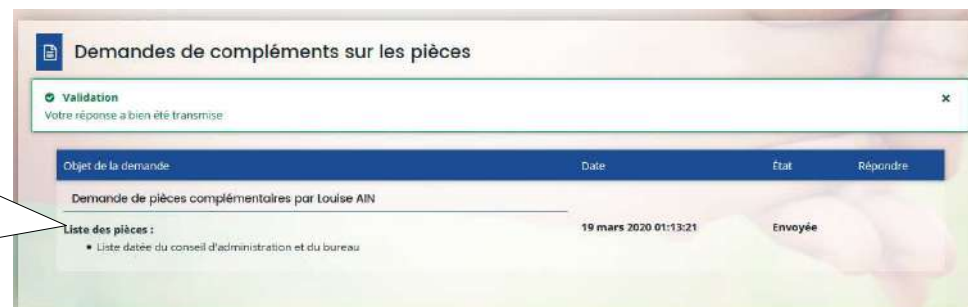 Demandes de compléments sur les pièces
Validation
Votre réponse a bien été transmise
Objet de la demande Date État Répondre
Demande de pièces complémentaires par Louise AIN
Liste des pièces : 19 mars 2020 01:13:21 Envoyée
Liste datée du conseil d'administration et du bureau